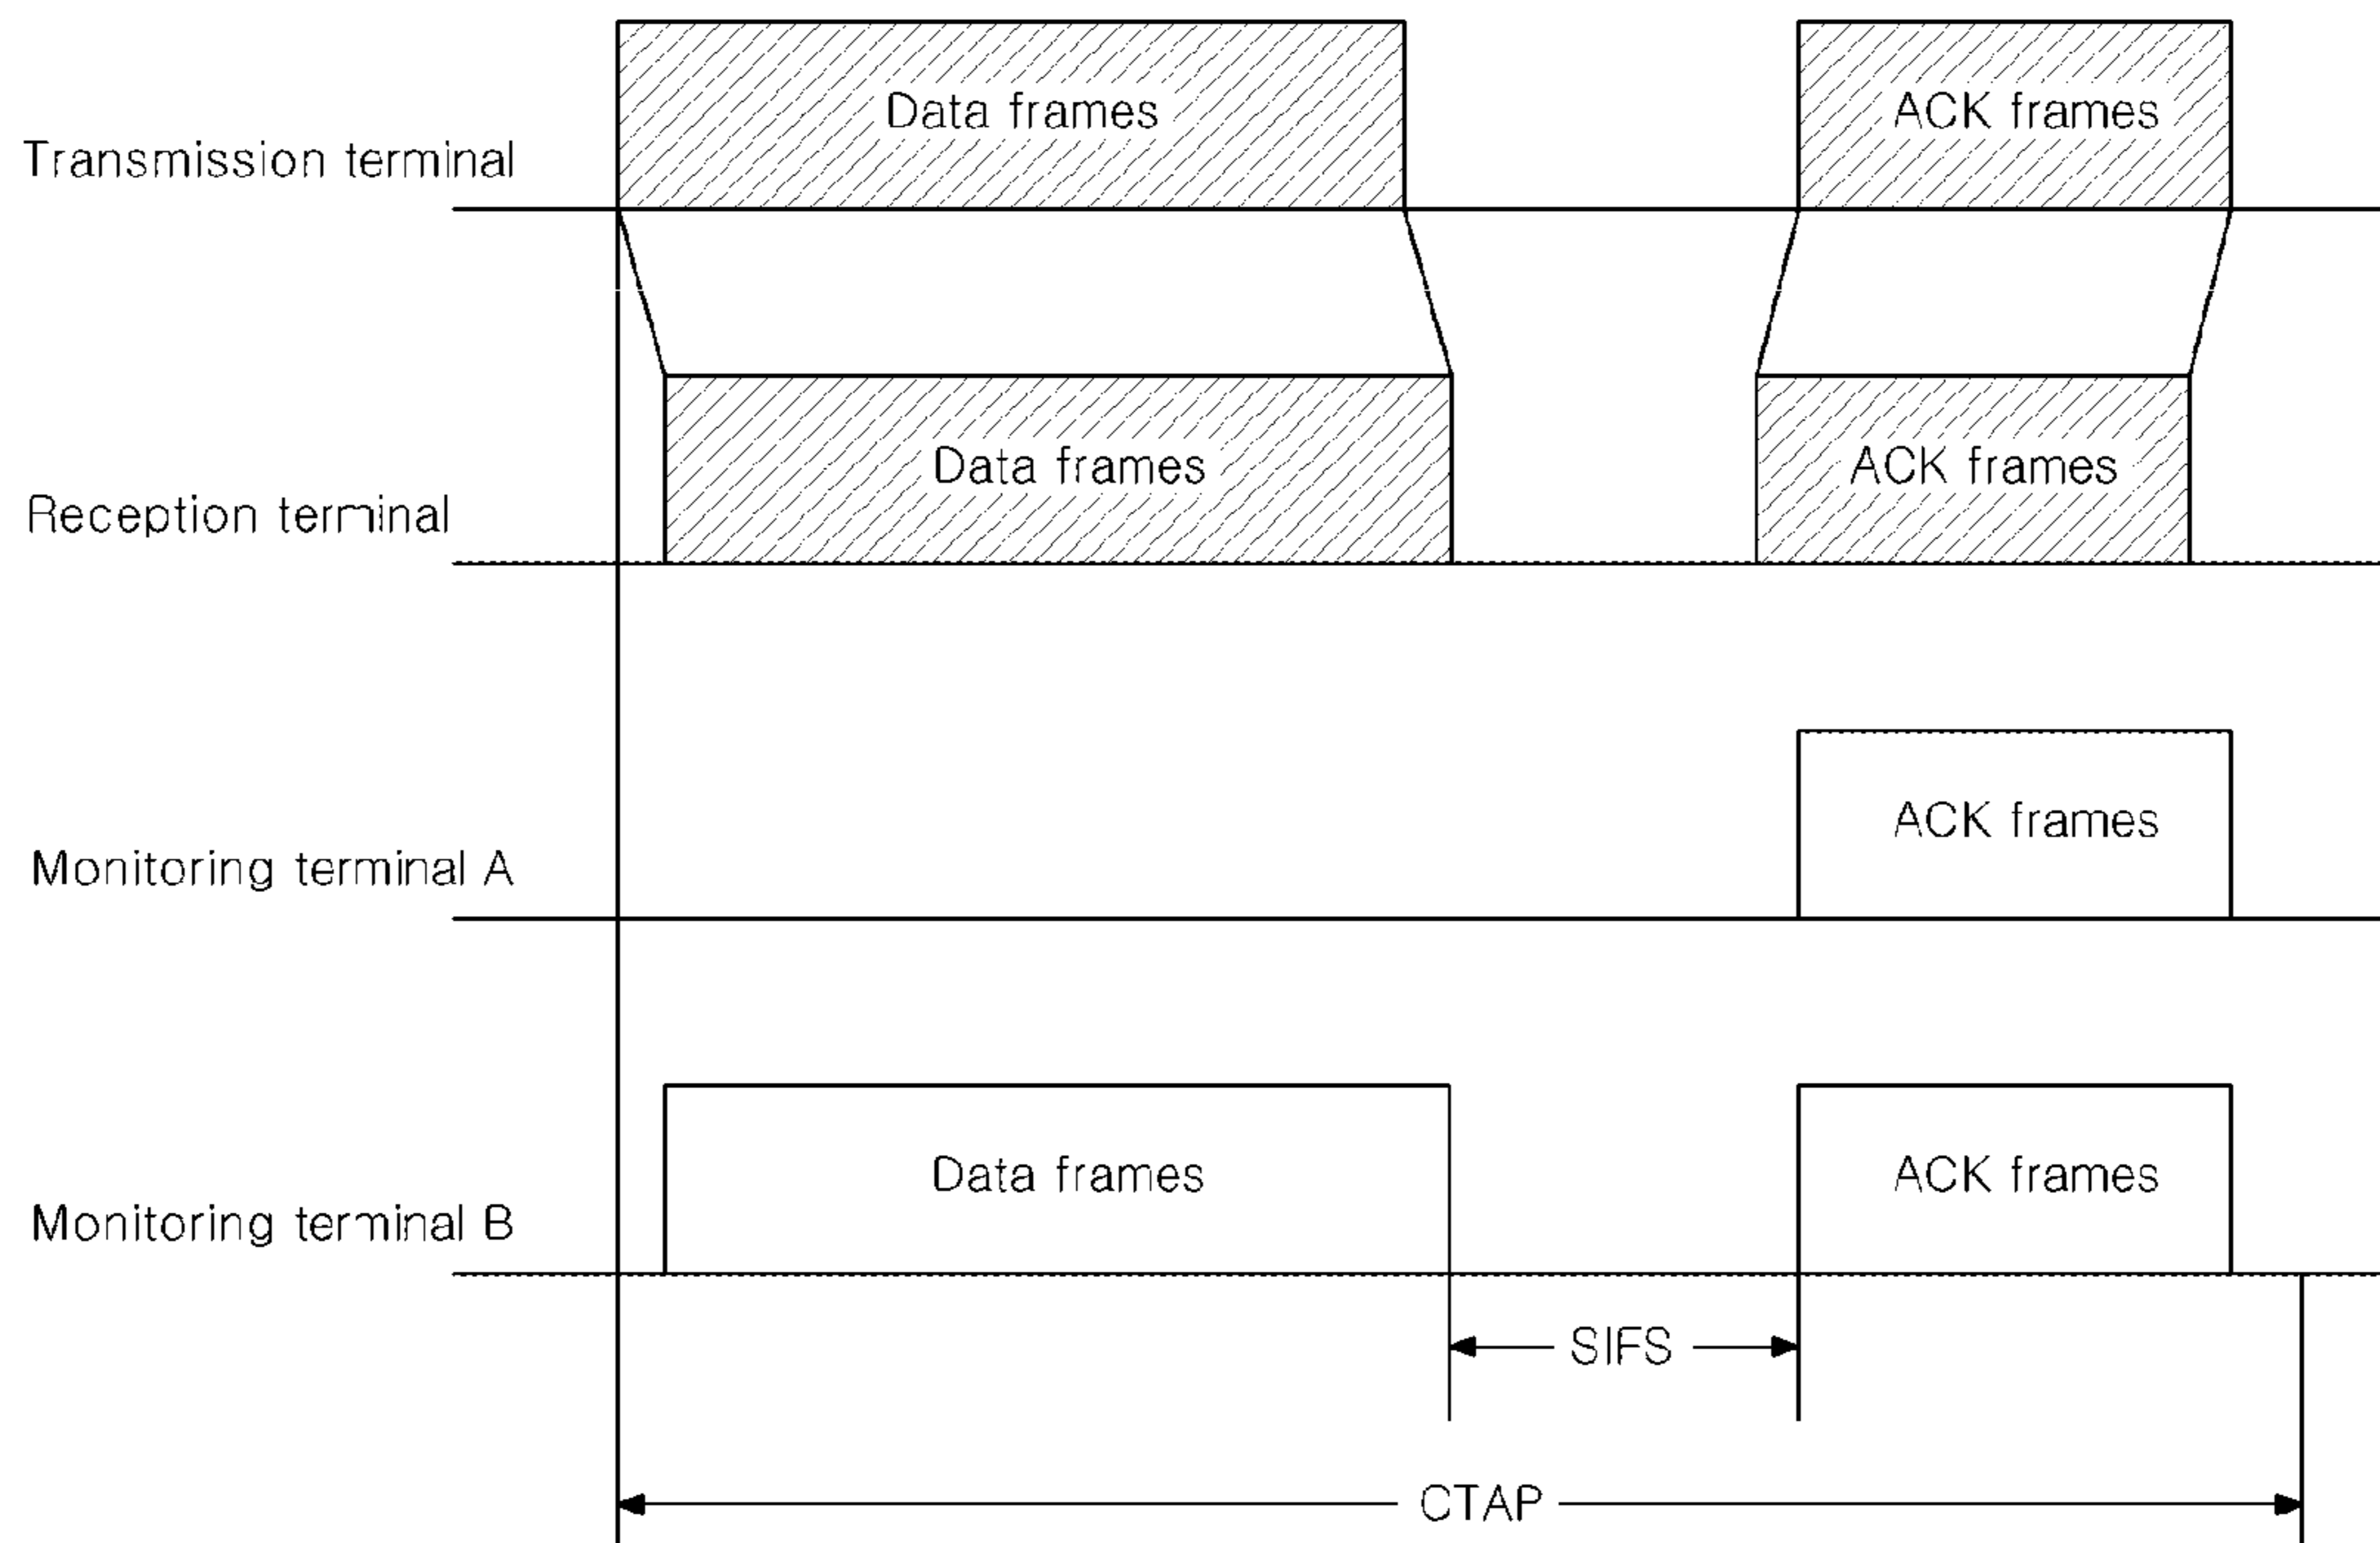 Data frames
ACK frames
Transmission terminal
Data frames
ACK frames
Reception terminal
ACK frames
Monitoring terminal A
Data frames
ACK frames
Monitoring terminal B
SIFS
CTAP